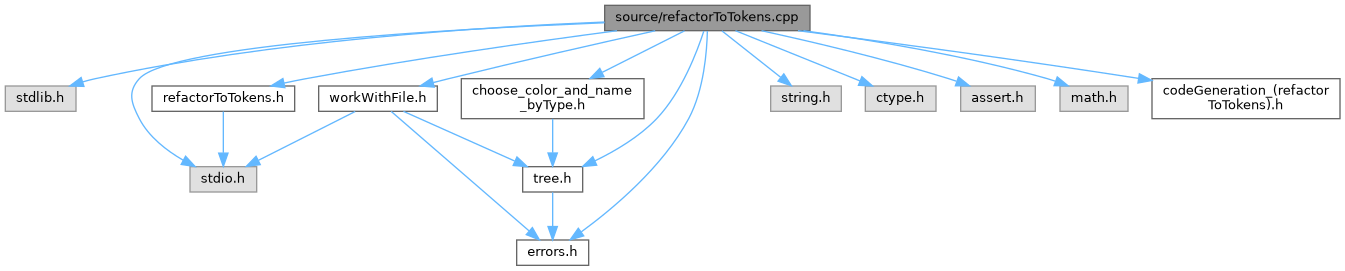 source/refactorToTokens.cpp
stdlib.h
refactorToTokens.h
workWithFile.h
choose_color_and_name
_byType.h
string.h
ctype.h
assert.h
math.h
codeGeneration_(refactor
ToTokens).h
stdio.h
tree.h
errors.h